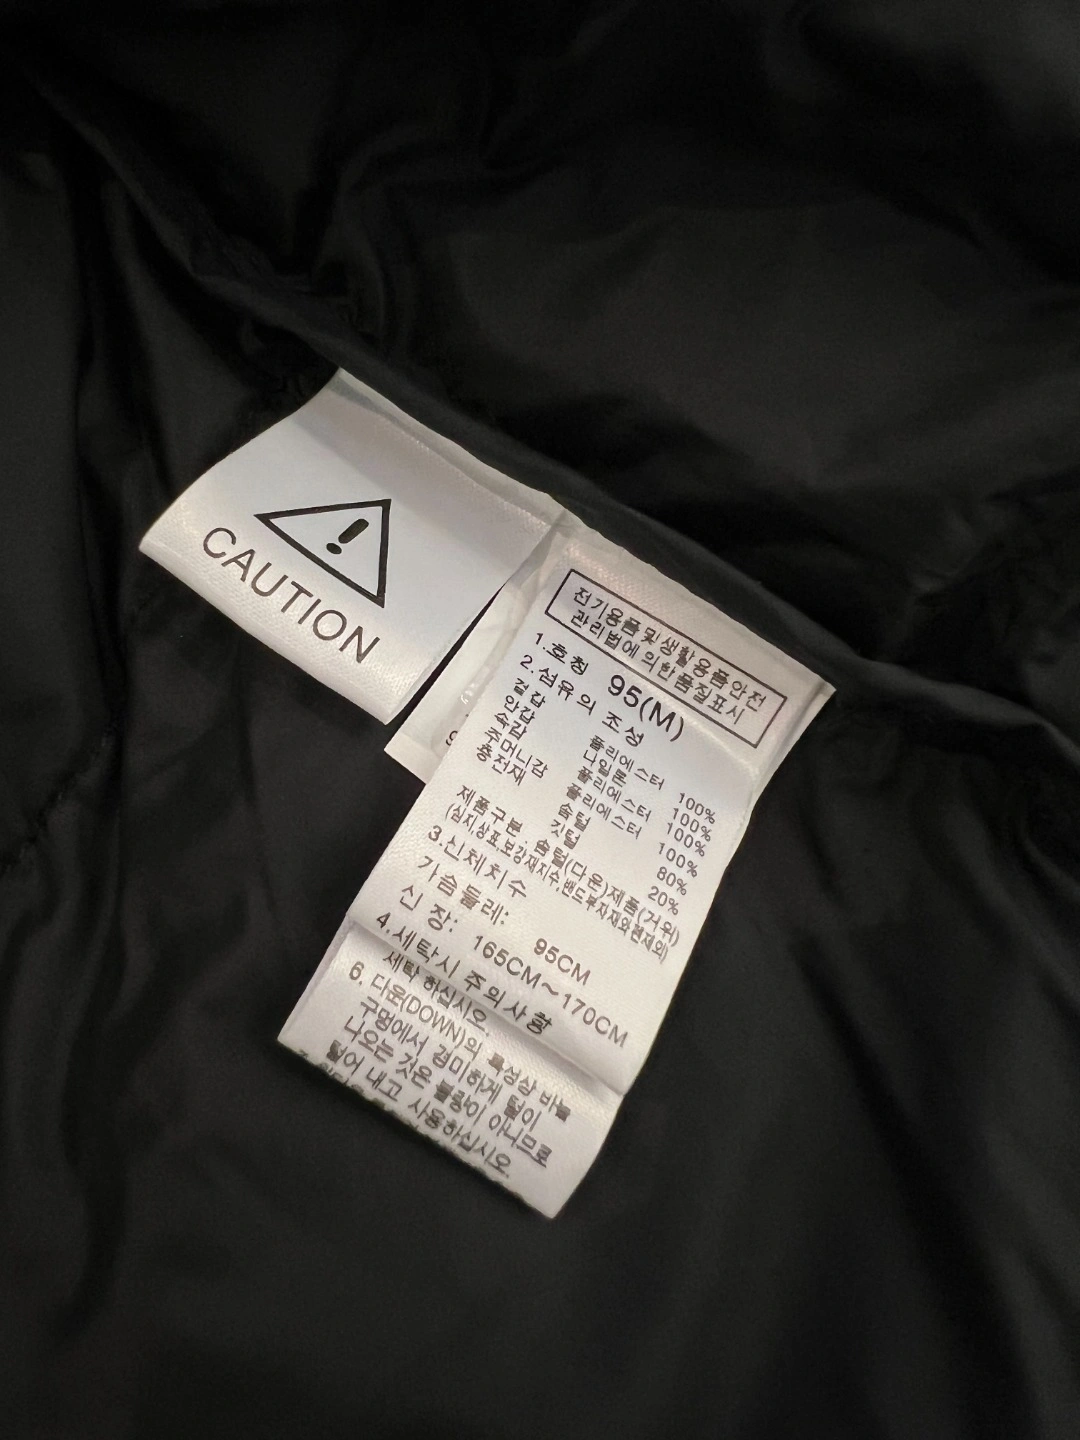 CAUTION
전기용품및생활용품안전
관리법에 의한 품질표시
1.호칭 95(M)
2.섬유의 조성
겉감 폴리에스터 100%
안감 나일론 100%
속감 폴리에스터 100%
주머니감 폴리에스터 100%
충전재 솜털 80%
깃털 20%
제품구분 솜털(다운)제품(거위)
(심지,상표,보강재지수,밴드부자재와편제외)
3.신체치수
가슴둘레: 95CM
신 장: 165CM~170CM
4.세탁시 주의사항
세탁 하십시오.
6. 다운(DOWN)의 특성상 바늘
구멍에서 경미하게 털이
나오는 것은 불량이 아니므로
털어 내고 사용하십시오.